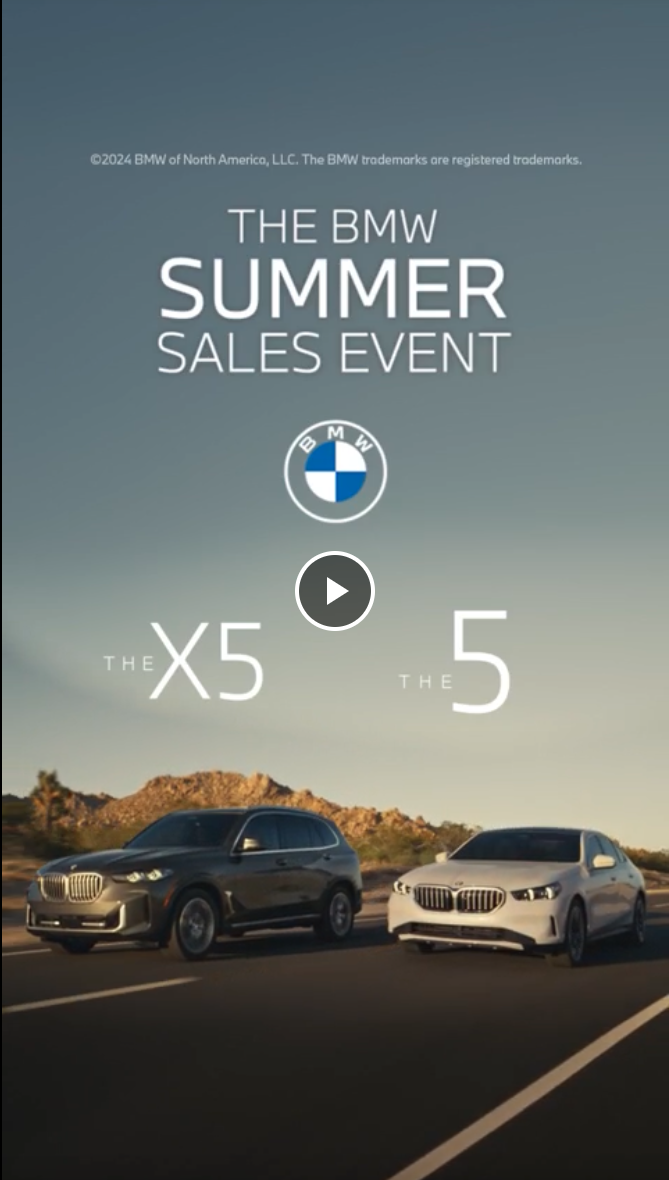 ©2024 BMW of North America, LLC. The BMW trademarks are registered trademarks.
THE BMW
SUMMER
SALES EVENT
BMW
THE X5
THE 5